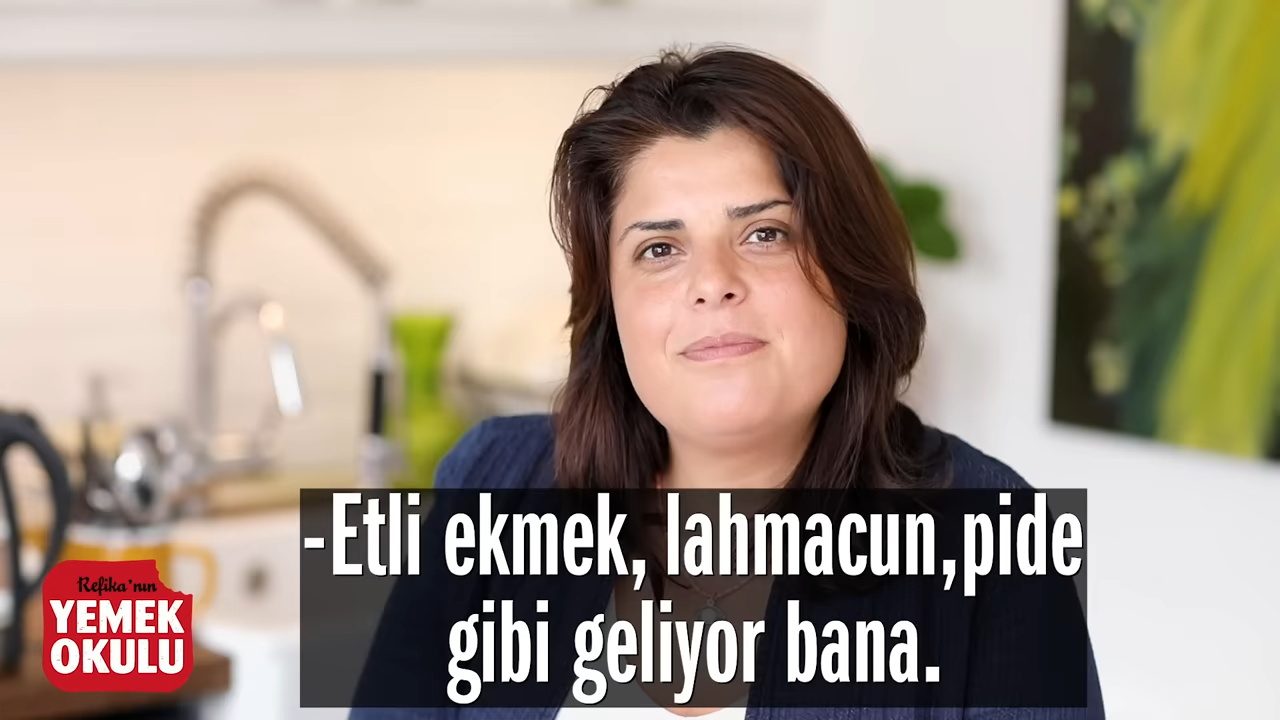 -Etli ekmek, lahmacun,pide
gibi geliyor bana.
Refika'nın
YEMEK
OKULU